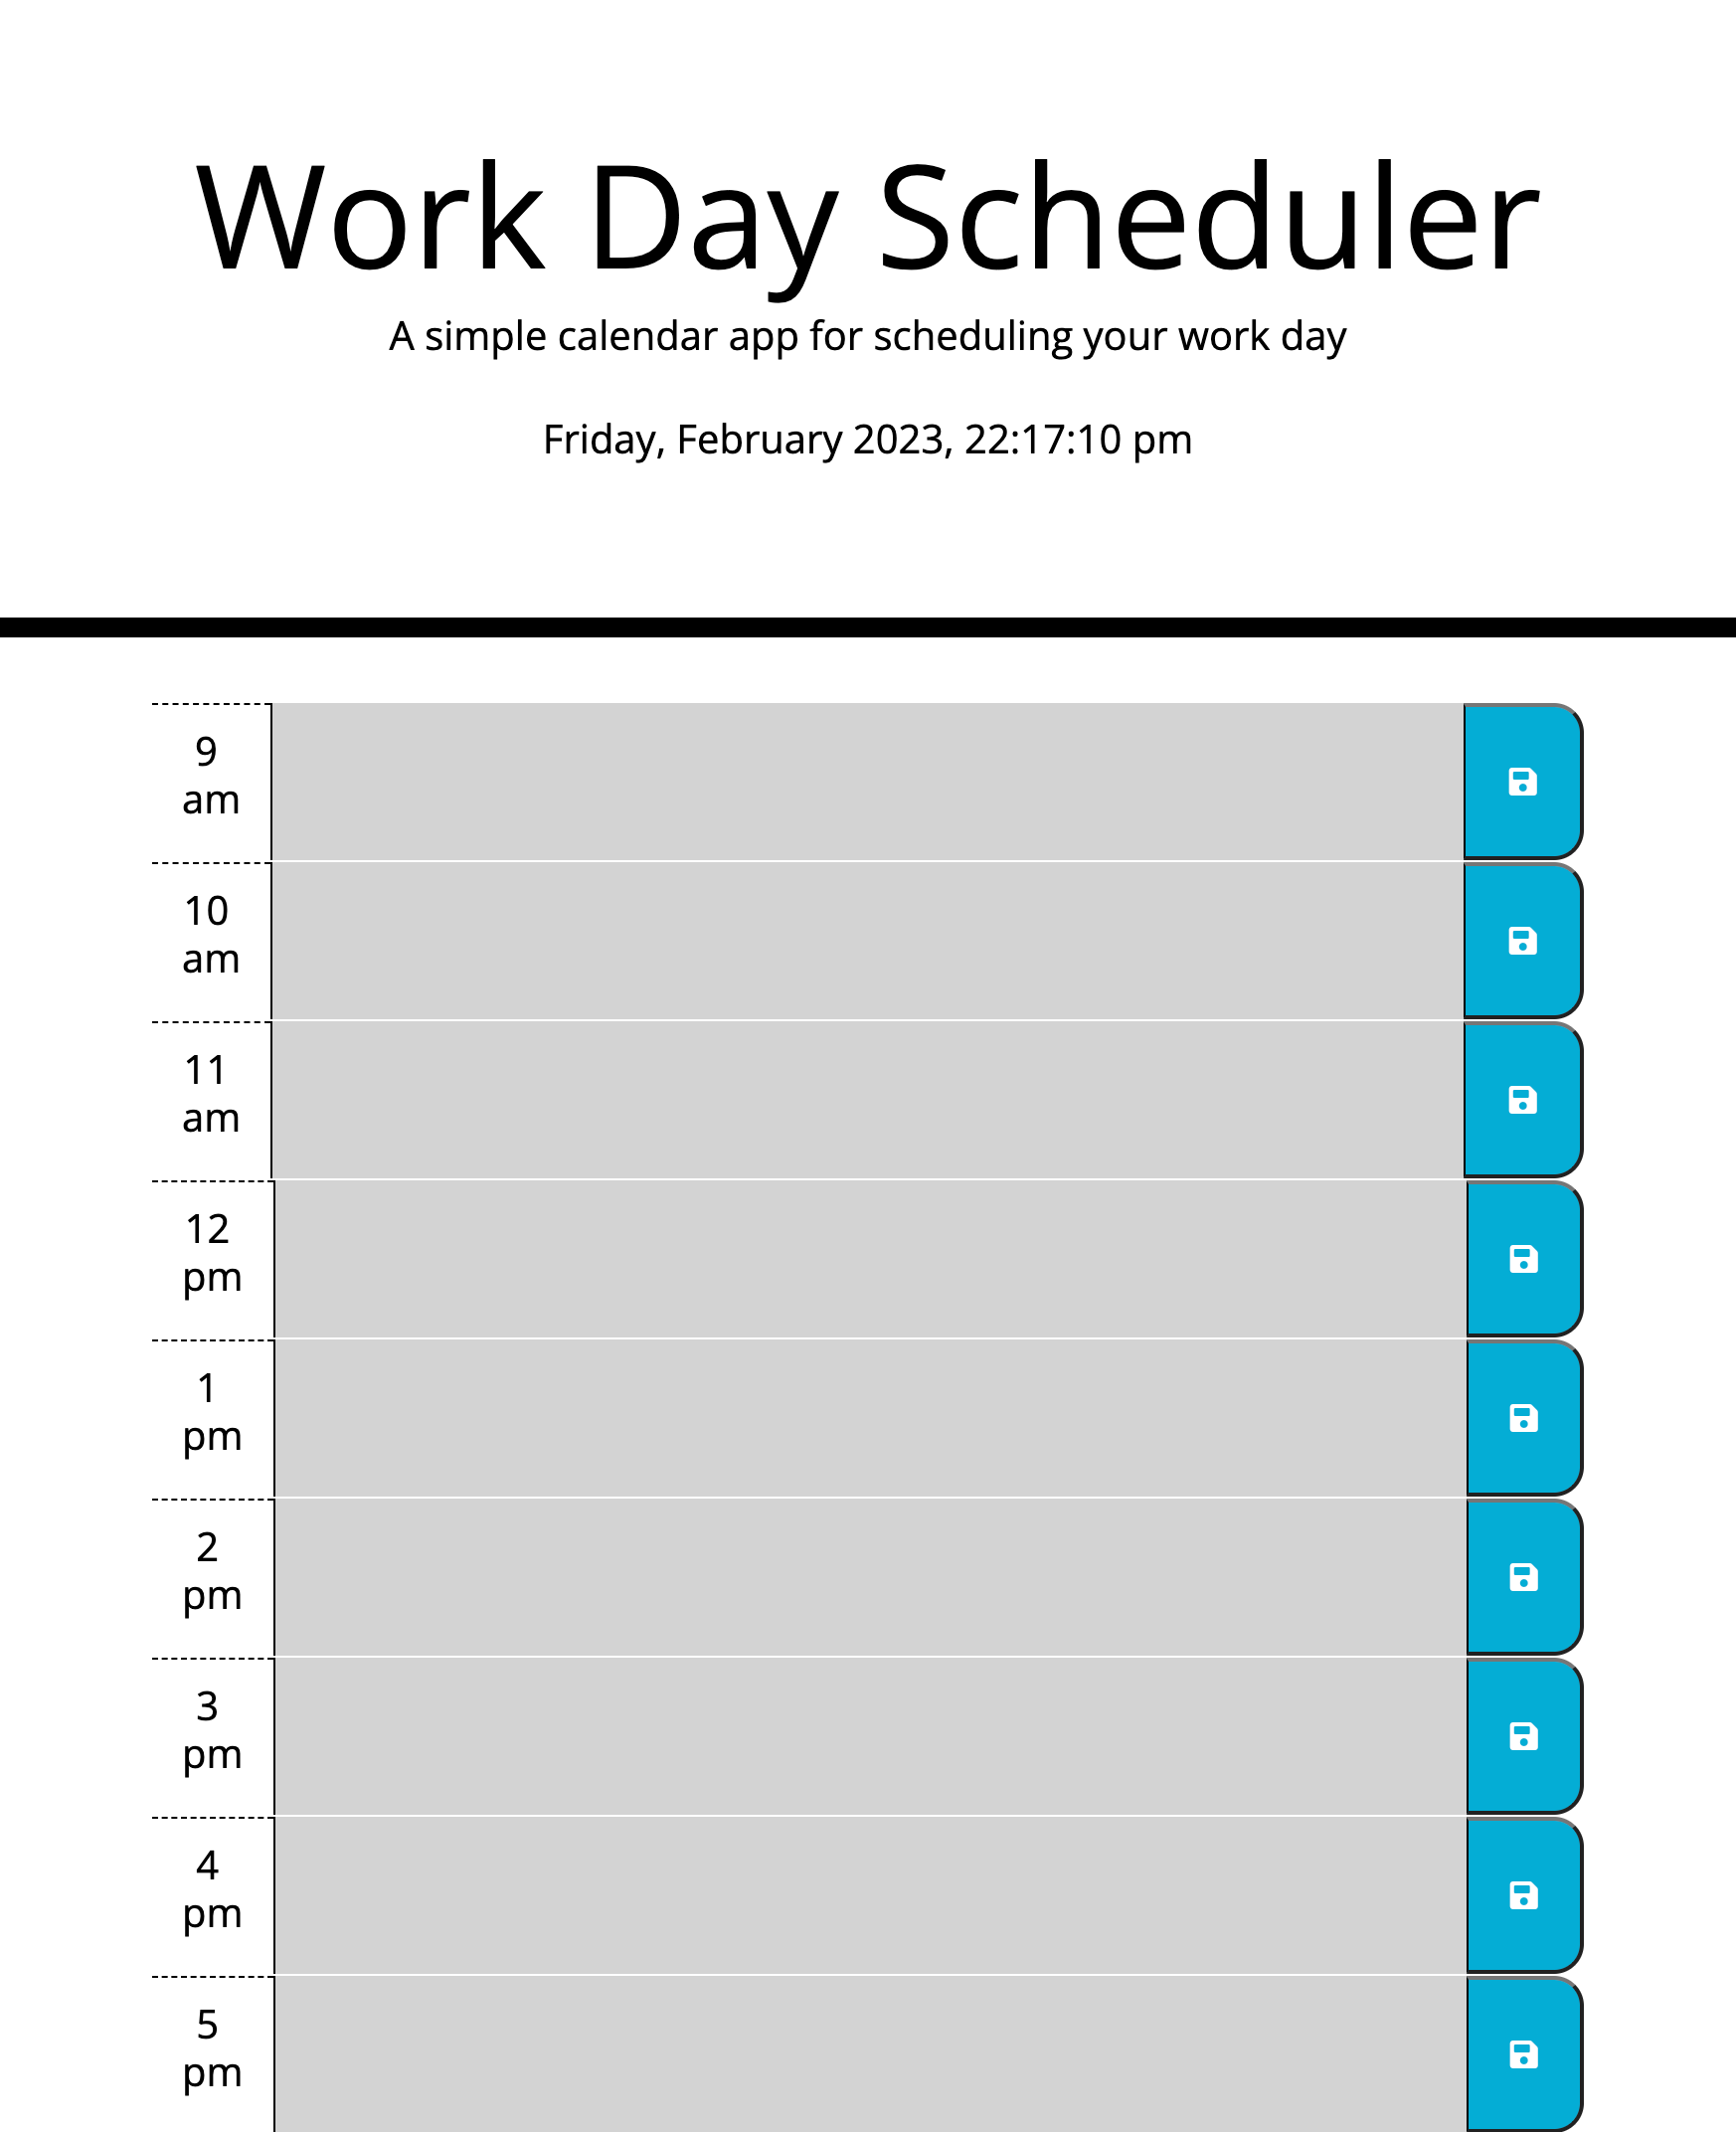 Work Day Scheduler
A simple calendar app for scheduling your work day
Friday, February 2023, 22:17:10 pm
9
am
10
am
11
am
12
pm
1
pm
2
pm
3
pm
4
pm
5
pm